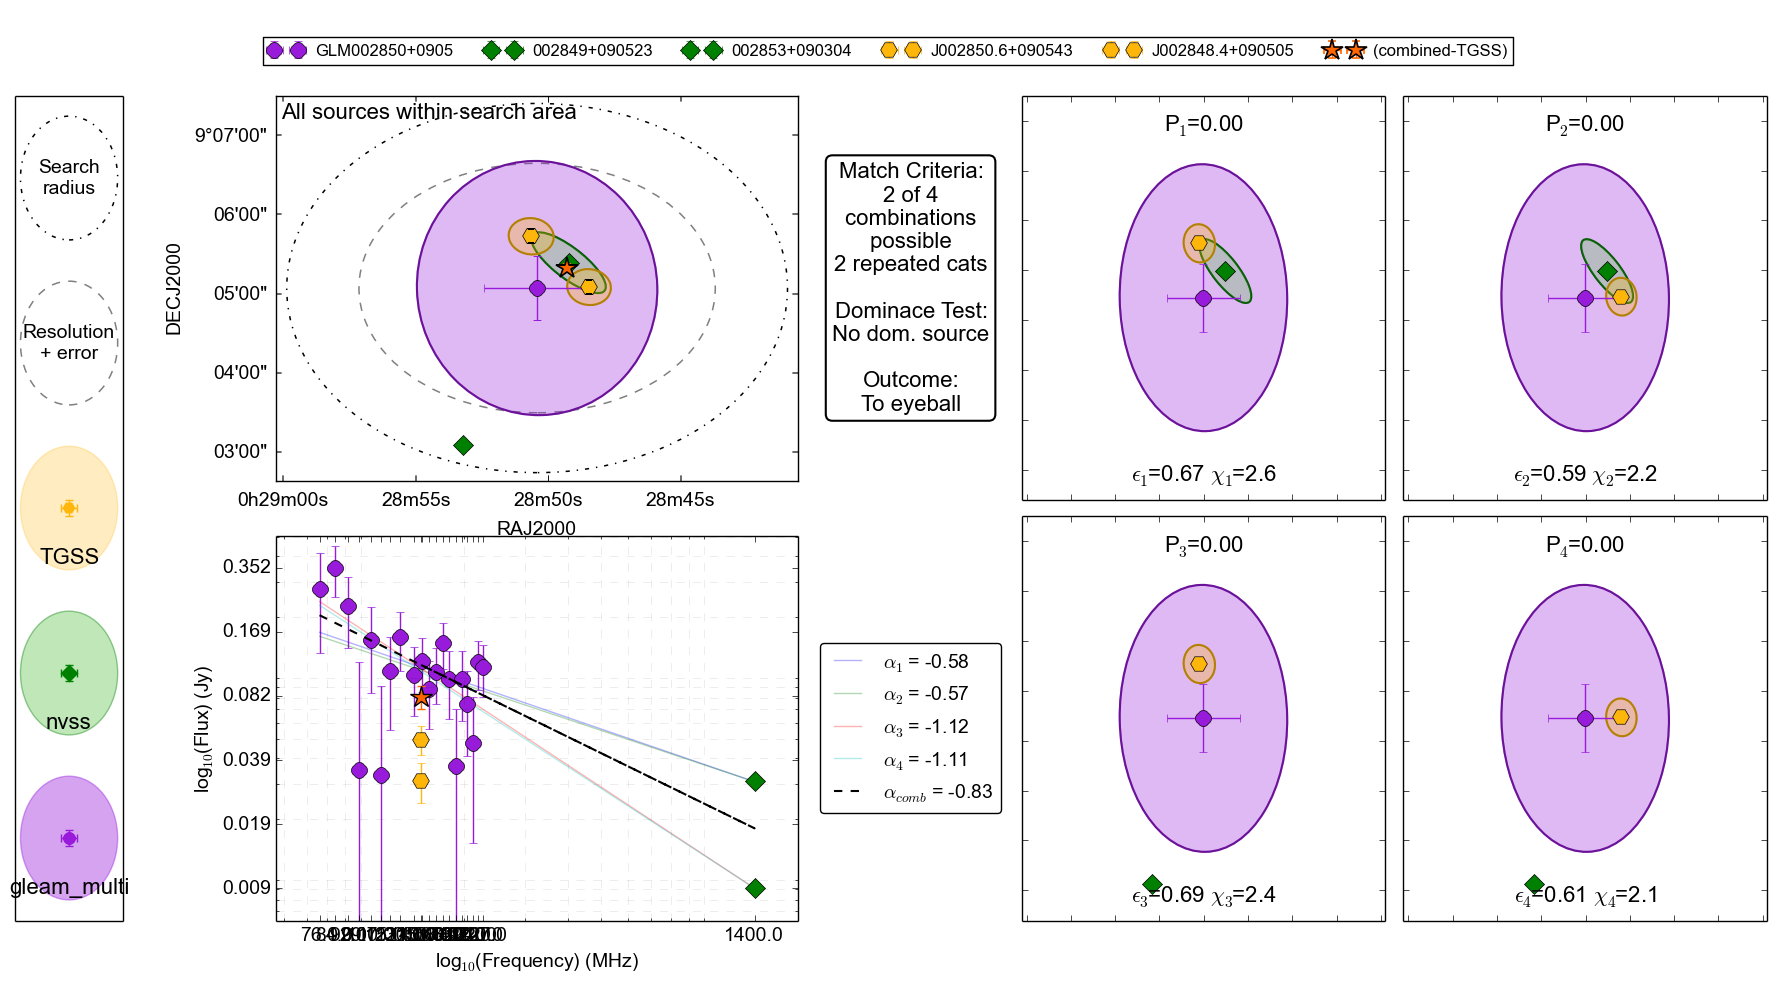 GLM002850+0905 002849+090523 002853+090304 J002850.6+090543 J002848.4+090505 (combined-TGSS)
Search
radius
Resolution
+ error
TGSS
nvss
gleam_multi
All sources within search area
DECJ2000
9°07'00"
06'00"
05'00"
04'00"
03'00"
0h29m00s 28m55s 28m50s 28m45s
RAJ2000
Match Criteria:
2 of 4
combinations
possible
2 repeated cats
Dominace Test:
No dom. source
Outcome:
To eyeball
P1=0.00
ϵ1=0.67 χ1=2.6
P2=0.00
ϵ2=0.59 χ2=2.2
log10(Flux) (Jy)
0.352
0.169
0.082
0.039
0.019
0.009
1400.0
log10(Frequency) (MHz)
α1 = -0.58
α2 = -0.57
α3 = -1.12
α4 = -1.11
αcomb = -0.83
P3=0.00
ϵ3=0.69 χ3=2.4
P4=0.00
ϵ4=0.61 χ4=2.1